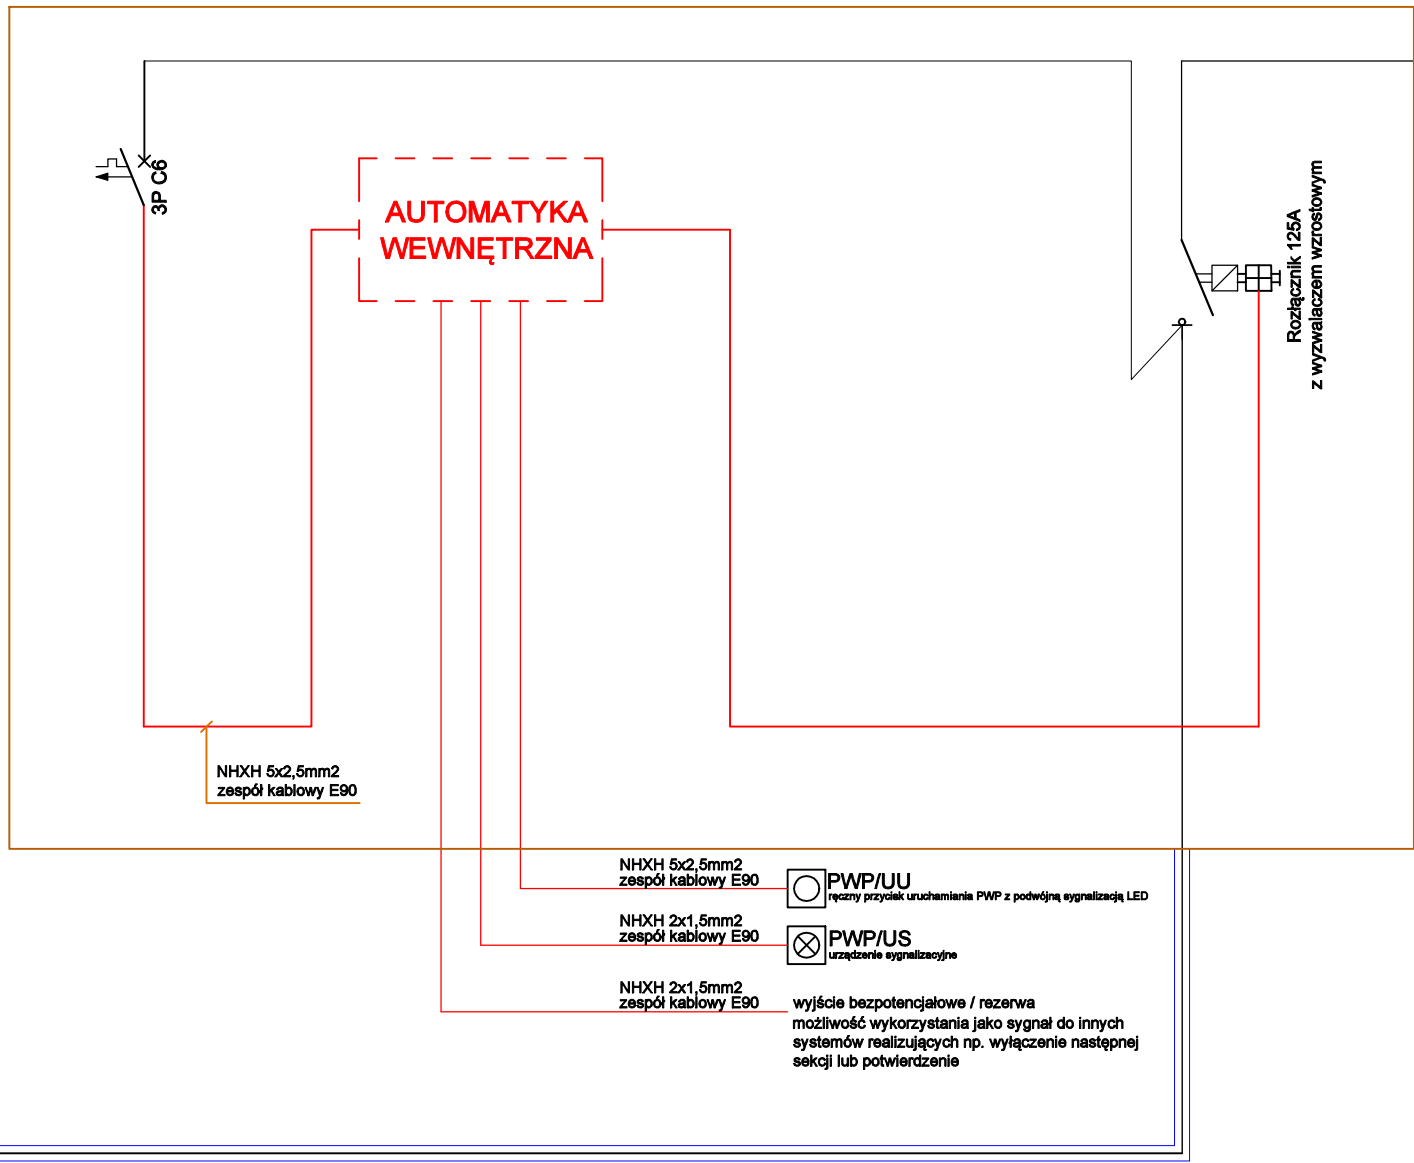 3P C6
AUTOMATYKA
WEWNĘTRZNA
Rozłącznik 125A
z wyzwalaczem wzrostowym
NHXH 5x2,5mm2
zespół kablowy E90
NHXH 5x2,5mm2
zespół kablowy E90
PWP/UU
ręczny przycisk uruchamiania PWP z podwójną sygnalizacją LED
NHXH 2x1,5mm2
zespół kablowy E90
PWP/US
urządzenie sygnalizacyjne
NHXH 2x1,5mm2
zespół kablowy E90
wyjście bezpotencjałowe / rezerwa
możliwość wykorzystania jako sygnał do innych
systemów realizujących np. wyłączenie następnej
sekcji lub potwierdzenie